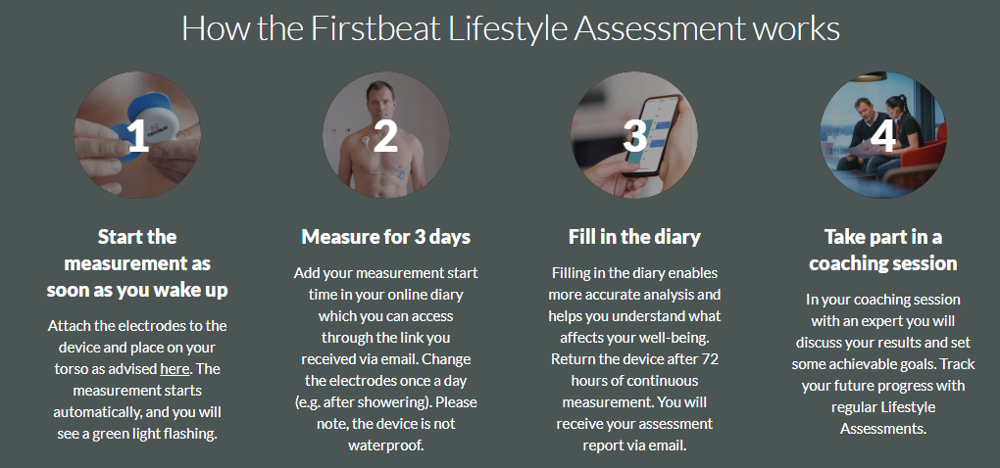 How the Firstbeat Lifestyle Assessment works
1
2
3
4
Start the
measurement as
soon as you wake up
Attach the electrodes to the
device and place on your
torso as advised here. The
measurement starts
automatically, and you will
see a green light flashing.
Measure for 3 days
Add your measurement start
time in your online diary
which you can access
through the link you
received via email. Change
the electrodes once a day
(e.g. after showering). Please
note, the device is not
waterproof.
Fill in the diary
Filling in the diary enables
more accurate analysis and
helps you understand what
affects your well-being.
Return the device after 72
hours of continuous
measurement. You will
receive your assessment
report via email.
Take part in a
coaching session
In your coaching session
with an expert you will
discuss your results and set
some achievable goals. Track
your future progress with
regular Lifestyle
Assessments.